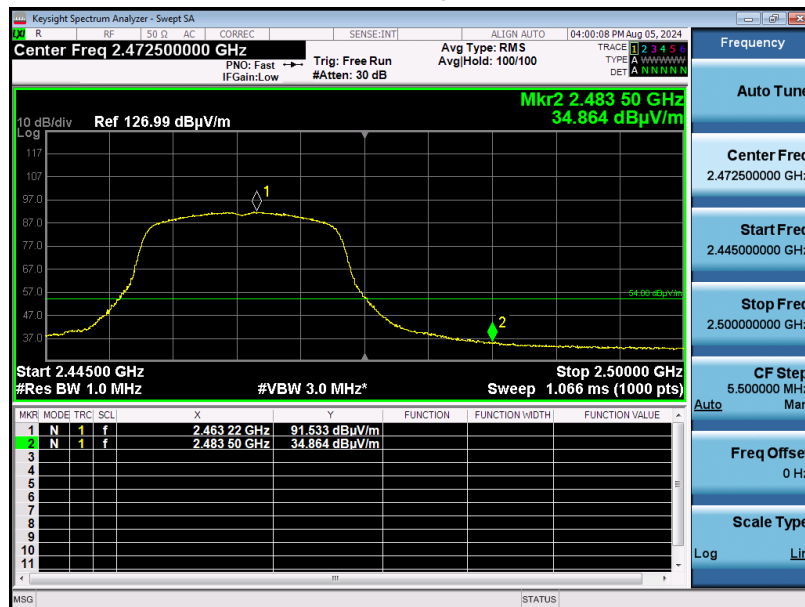 Keysight Spectrum Analyzer - Swept SA
LXI R RF 50 Ω AC CORREC SENSE:INT ALIGN AUTO 04:00:08 PM Aug 05, 2024
Center Freq 2.472500000 GHz
PNO: Fast
IFGain:Low
Trig: Free Run
#Atten: 30 dB
Avg Type: RMS
Avg|Hold: 100/100
TRACE 1 2 3 4 5 6
TYPE A WWWWW
DET A N N N N N
Mkr2 2.483 50 GHz
34.864 dBµV/m
10 dB/div Ref 126.99 dBµV/m
Log
117
107
97.0
87.0
77.0
67.0
57.0
47.0
37.0
1
2
54.00 dBµV/m
Start 2.44500 GHz Stop 2.50000 GHz
#Res BW 1.0 MHz #VBW 3.0 MHz* Sweep 1.066 ms (1000 pts)
MKR MODE TRC SCL X Y FUNCTION FUNCTION WIDTH FUNCTION VALUE
1 N 1 f 2.463 22 GHz 91.533 dBµV/m
2 N 1 f 2.483 50 GHz 34.864 dBµV/m
3
4
5
6
7
8
9
10
11
MSG STATUS
Frequency
Auto Tune
Center Freq
2.472500000 GHz
Start Freq
2.445000000 GHz
Stop Freq
2.500000000 GHz
CF Step
5.500000 MHz
Auto Man
Freq Offset
0 Hz
Scale Type
Log Lin